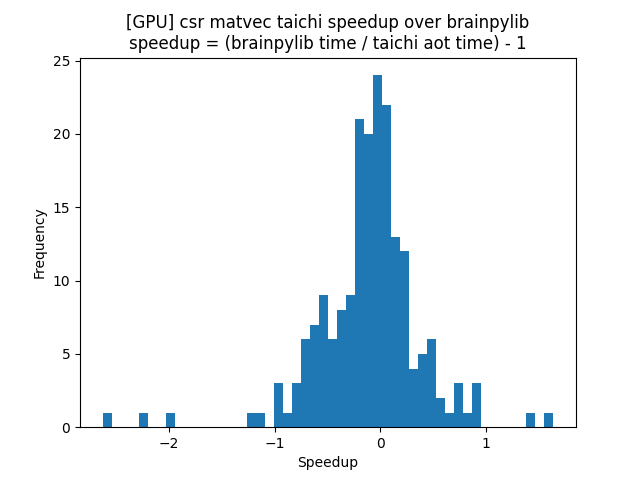 [GPU] csr matvec taichi speedup over brainpylib
speedup = (brainpylib time / taichi aot time) - 1
25
20
15
10
5
0
Frequency
−2
−1
0
1
Speedup